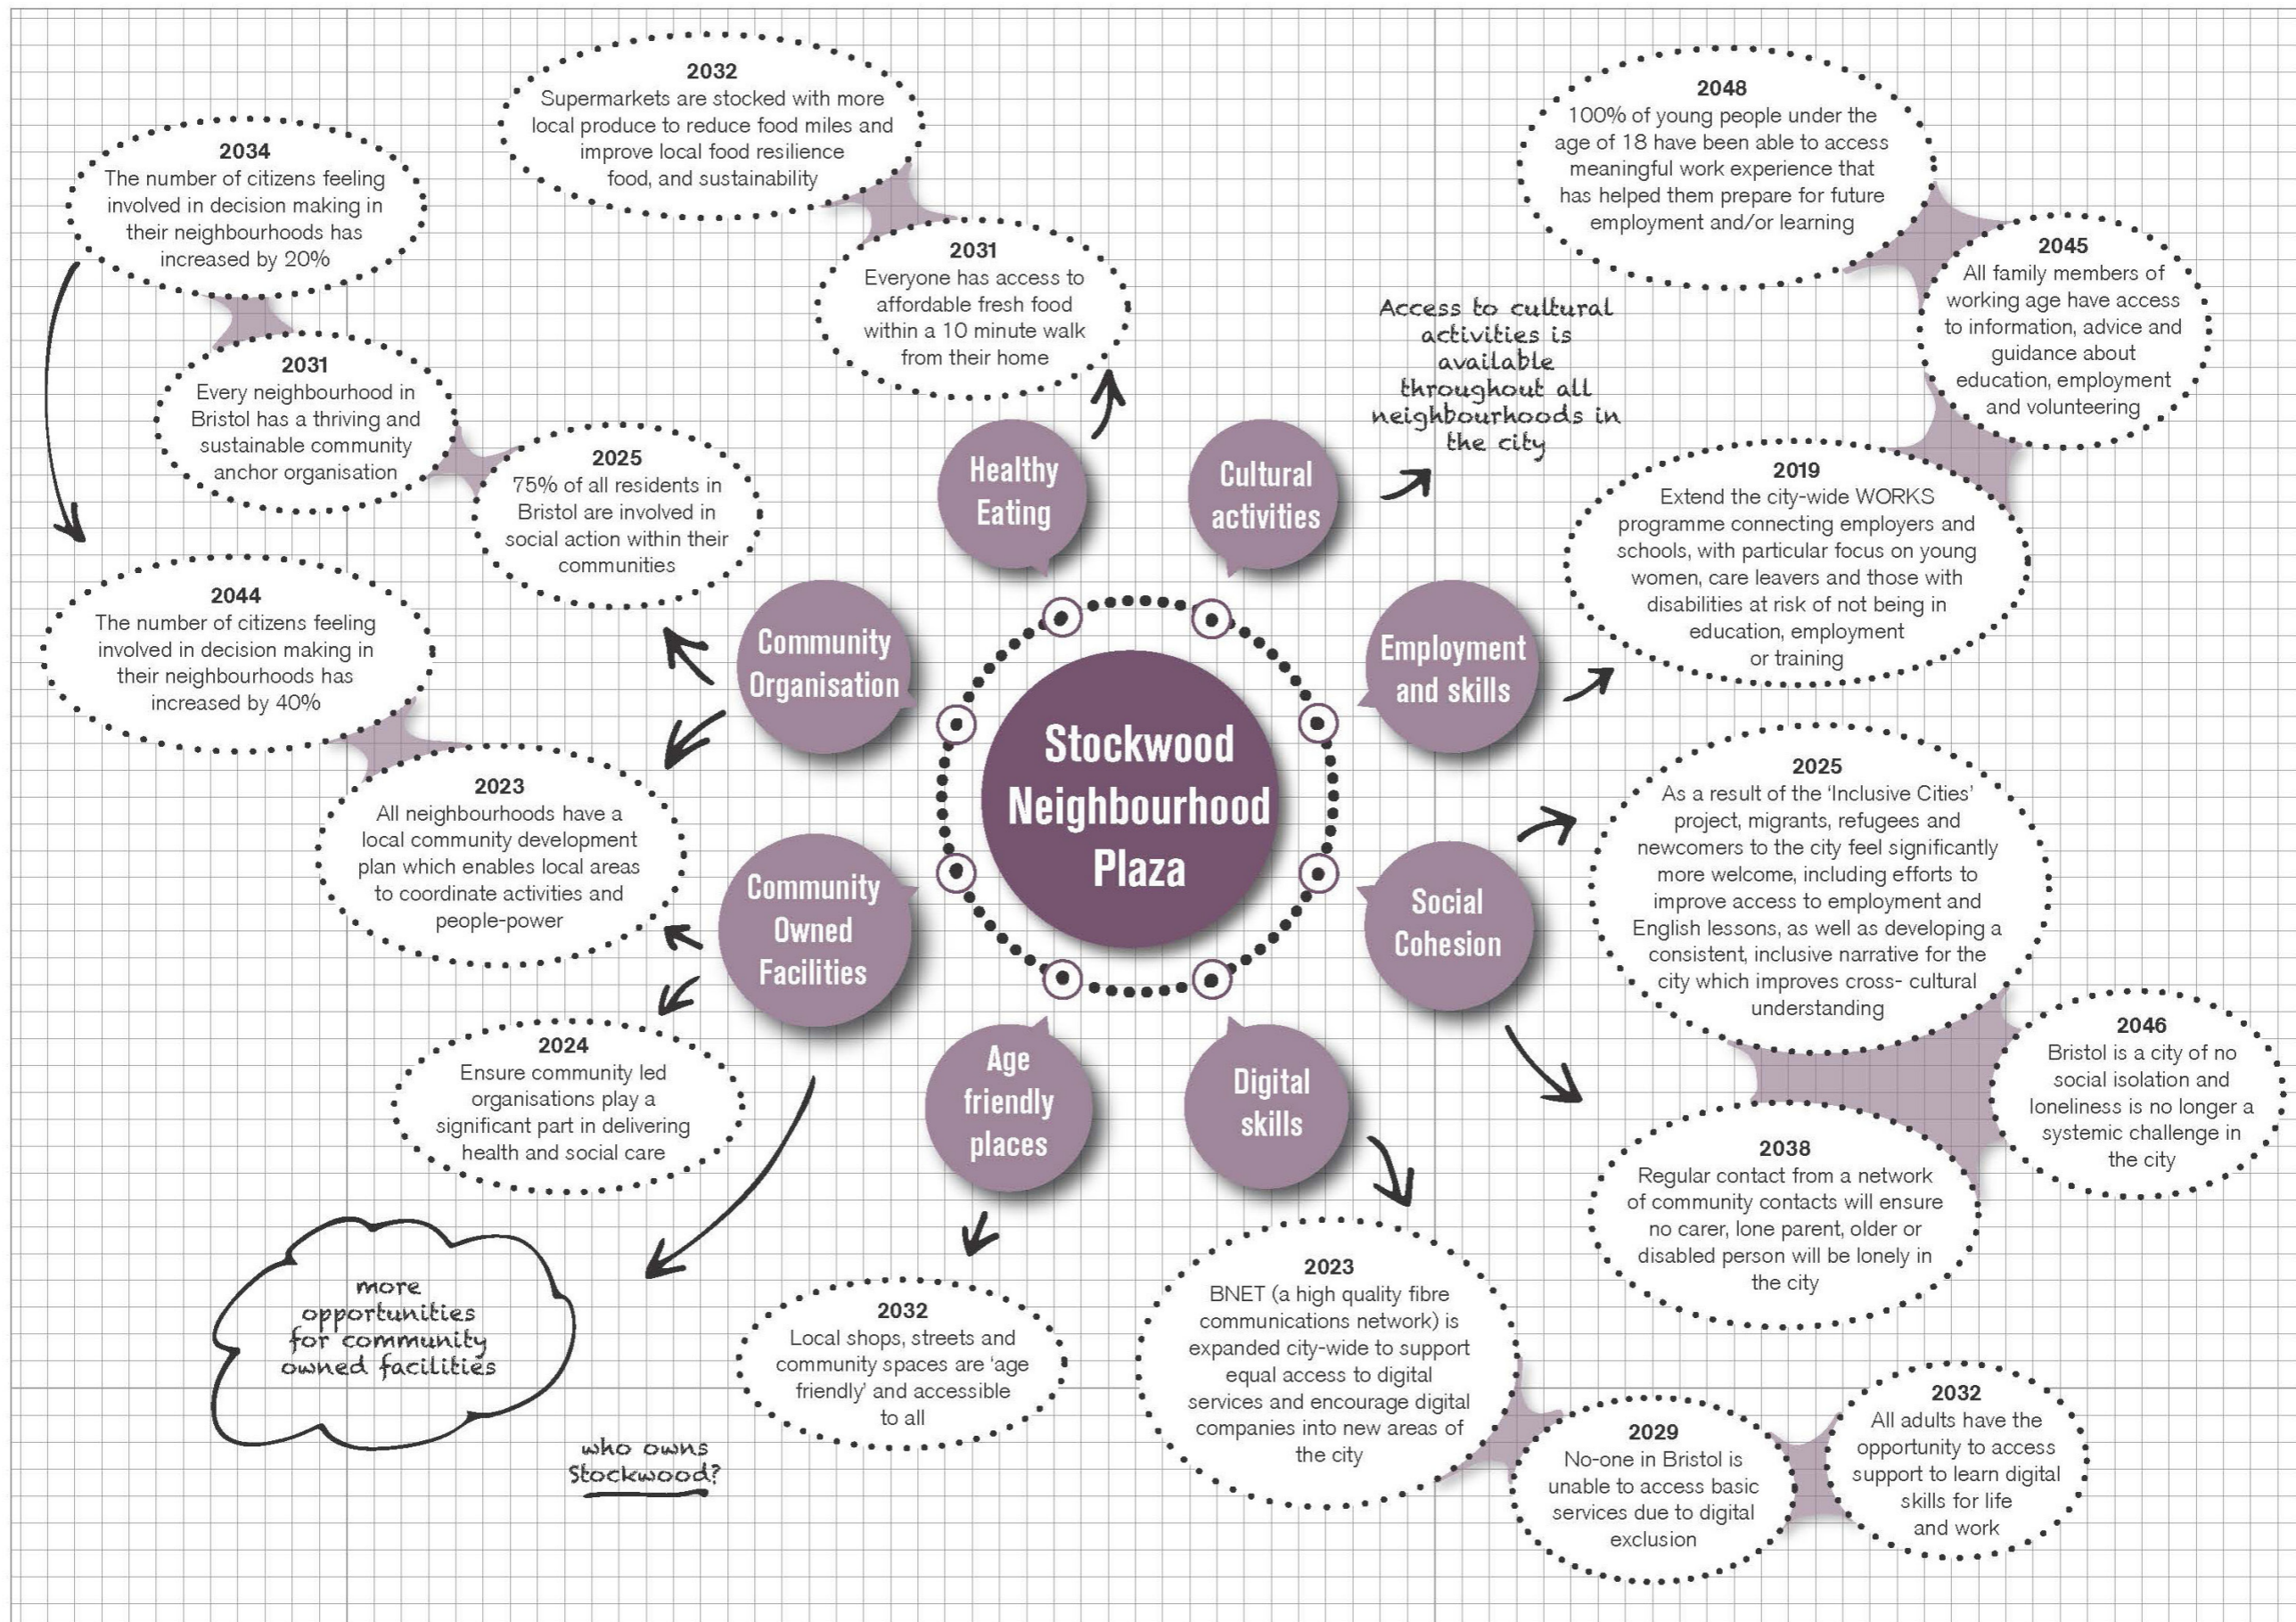 2032
Supermarkets are stocked with more
local produce to reduce food miles and
improve local food resilience
food, and sustainability
2034
The number of citizens feeling
involved in decision making in
their neighbourhoods has
increased by 20%
2031
Everyone has access to
affordable fresh food
within a 10 minute walk
from their home
2031
Every neighbourhood in
Bristol has a thriving and
sustainable community
anchor organisation
2025
75% of all residents in
Bristol are involved in
social action within their
communities
2044
The number of citizens feeling
involved in decision making in
their neighbourhoods has
increased by 40%
2023
All neighbourhoods have a
local community development
plan which enables local areas
to coordinate activities and
people-power
2024
Ensure community led
organisations play a
significant part in delivering
health and social care
more
opportunities
for community
owned facilities
who owns
Stockwood?
Healthy
Eating
Cultural
activities
Community
Organisation
Employment
and skills
Stockwood
Neighbourhood
Plaza
Community
Owned
Facilities
Social
Cohesion
Age
friendly
places
Digital
skills
Access to cultural
activities is
available
throughout all
neighbourhoods in
the city
2048
100% of young people under the
age of 18 have been able to access
meaningful work experience that
has helped them prepare for future
employment and/or learning
2045
All family members of
working age have access
to information, advice and
guidance about
education, employment
and volunteering
2019
Extend the city-wide WORKS
programme connecting employers and
schools, with particular focus on young
women, care leavers and those with
disabilities at risk of not being in
education, employment
or training
2025
As a result of the ‘Inclusive Cities’
project, migrants, refugees and
newcomers to the city feel significantly
more welcome, including efforts to
improve access to employment and
English lessons, as well as developing a
consistent, inclusive narrative for the
city which improves cross- cultural
understanding
2046
Bristol is a city of no
social isolation and
loneliness is no longer a
systemic challenge in
the city
2038
Regular contact from a network
of community contacts will ensure
no carer, lone parent, older or
disabled person will be lonely in
the city
2032
Local shops, streets and
community spaces are ‘age
friendly’ and accessible
to all
2023
BNET (a high quality fibre
communications network) is
expanded city-wide to support
equal access to digital
services and encourage digital
companies into new areas of
the city
2029
No-one in Bristol is
unable to access basic
services due to digital
exclusion
2032
All adults have the
opportunity to access
support to learn digital
skills for life
and work